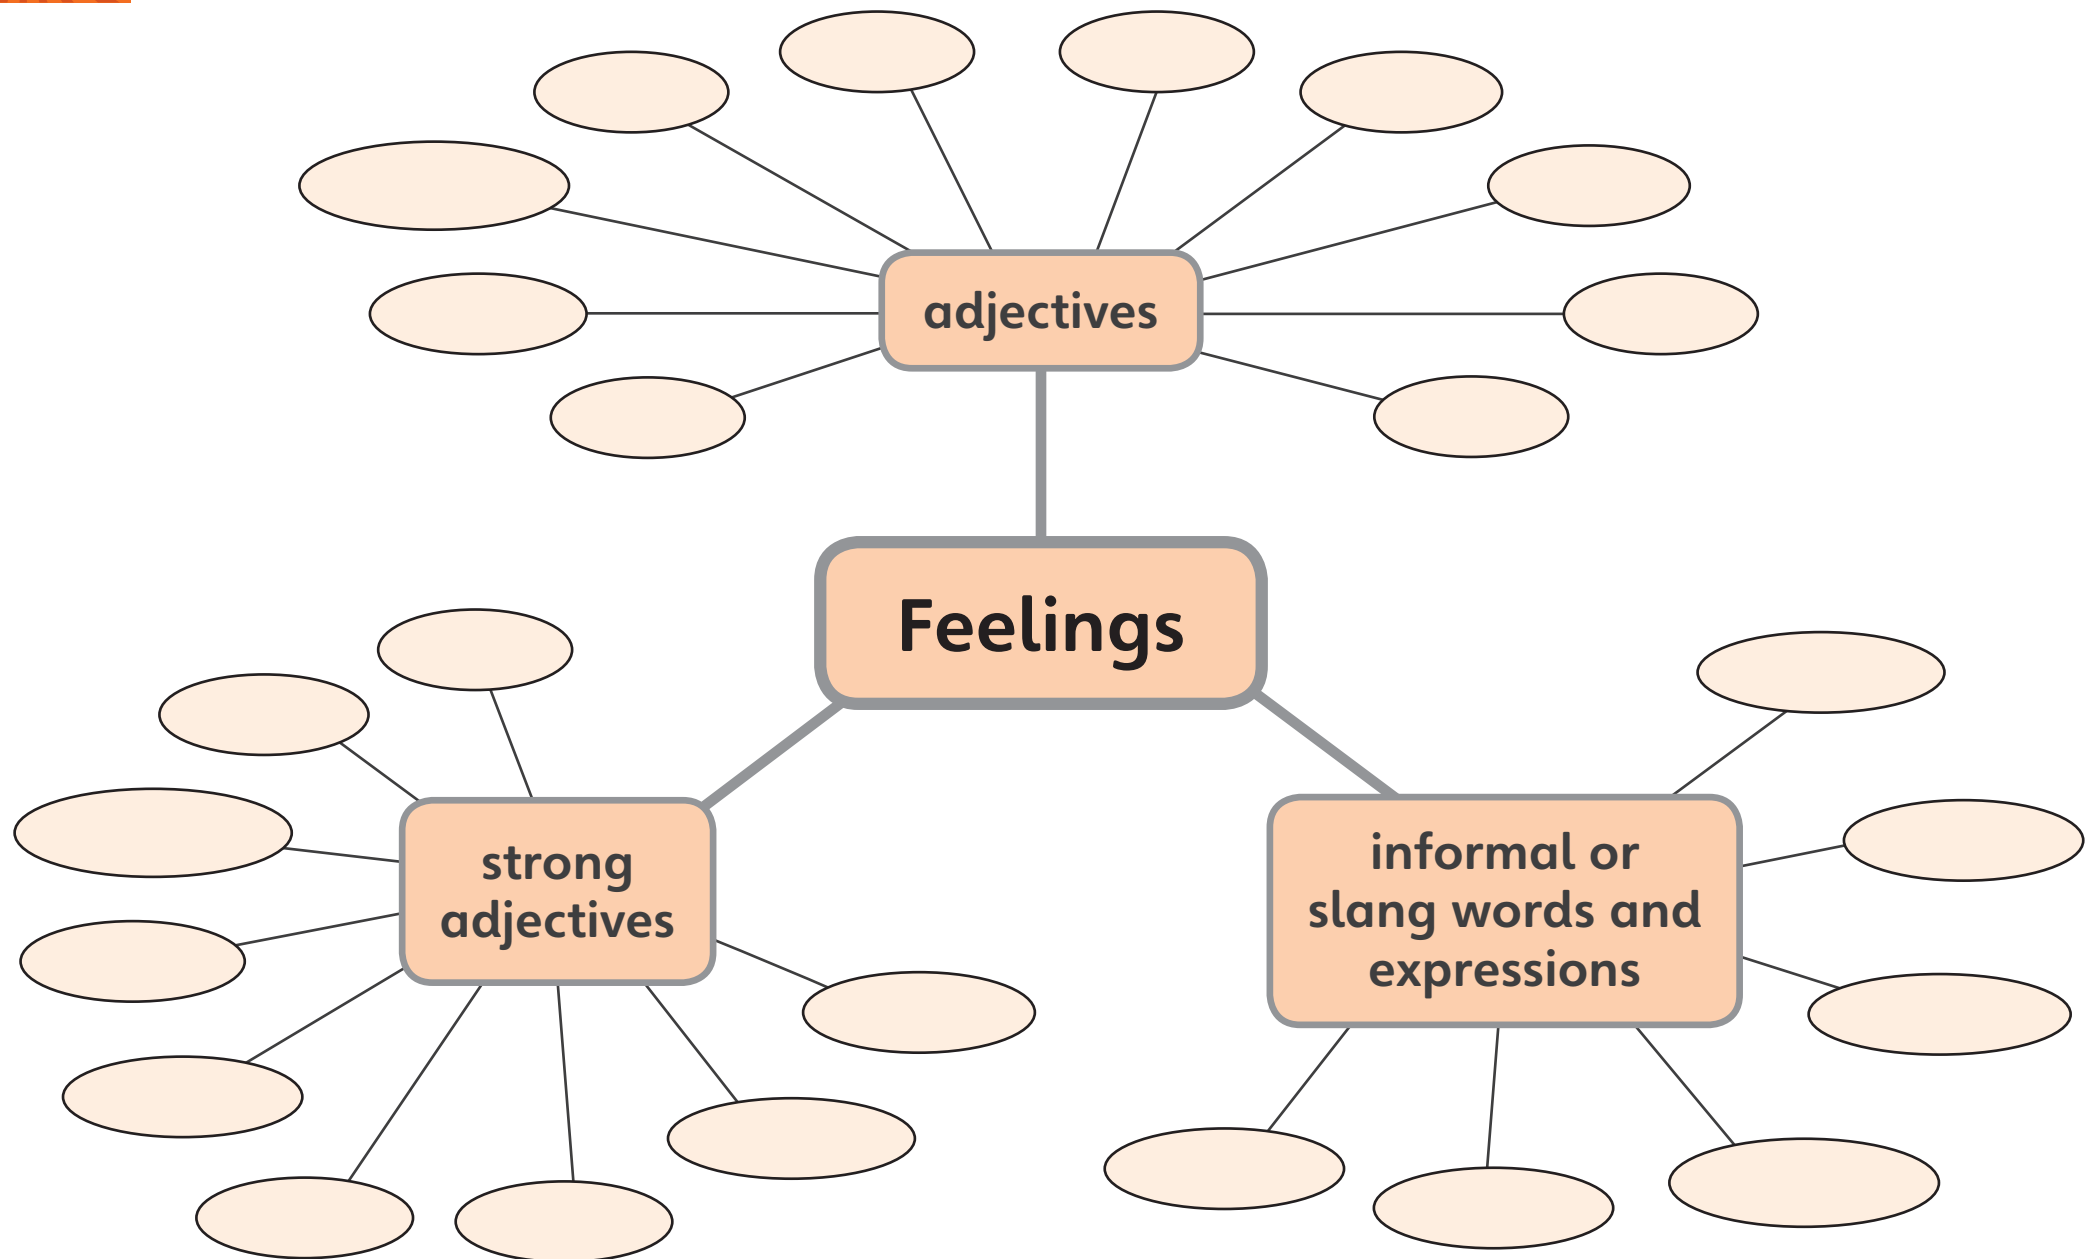 adjectives
Feelings
strong
adjectives
informal or
slang words and
expressions